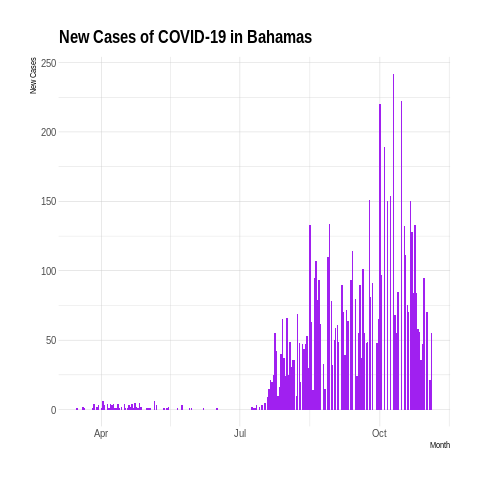 New Cases of COVID-19 in Bahamas
New Cases
250
200
150
100
50
0
Apr
Jul
Oct
Month